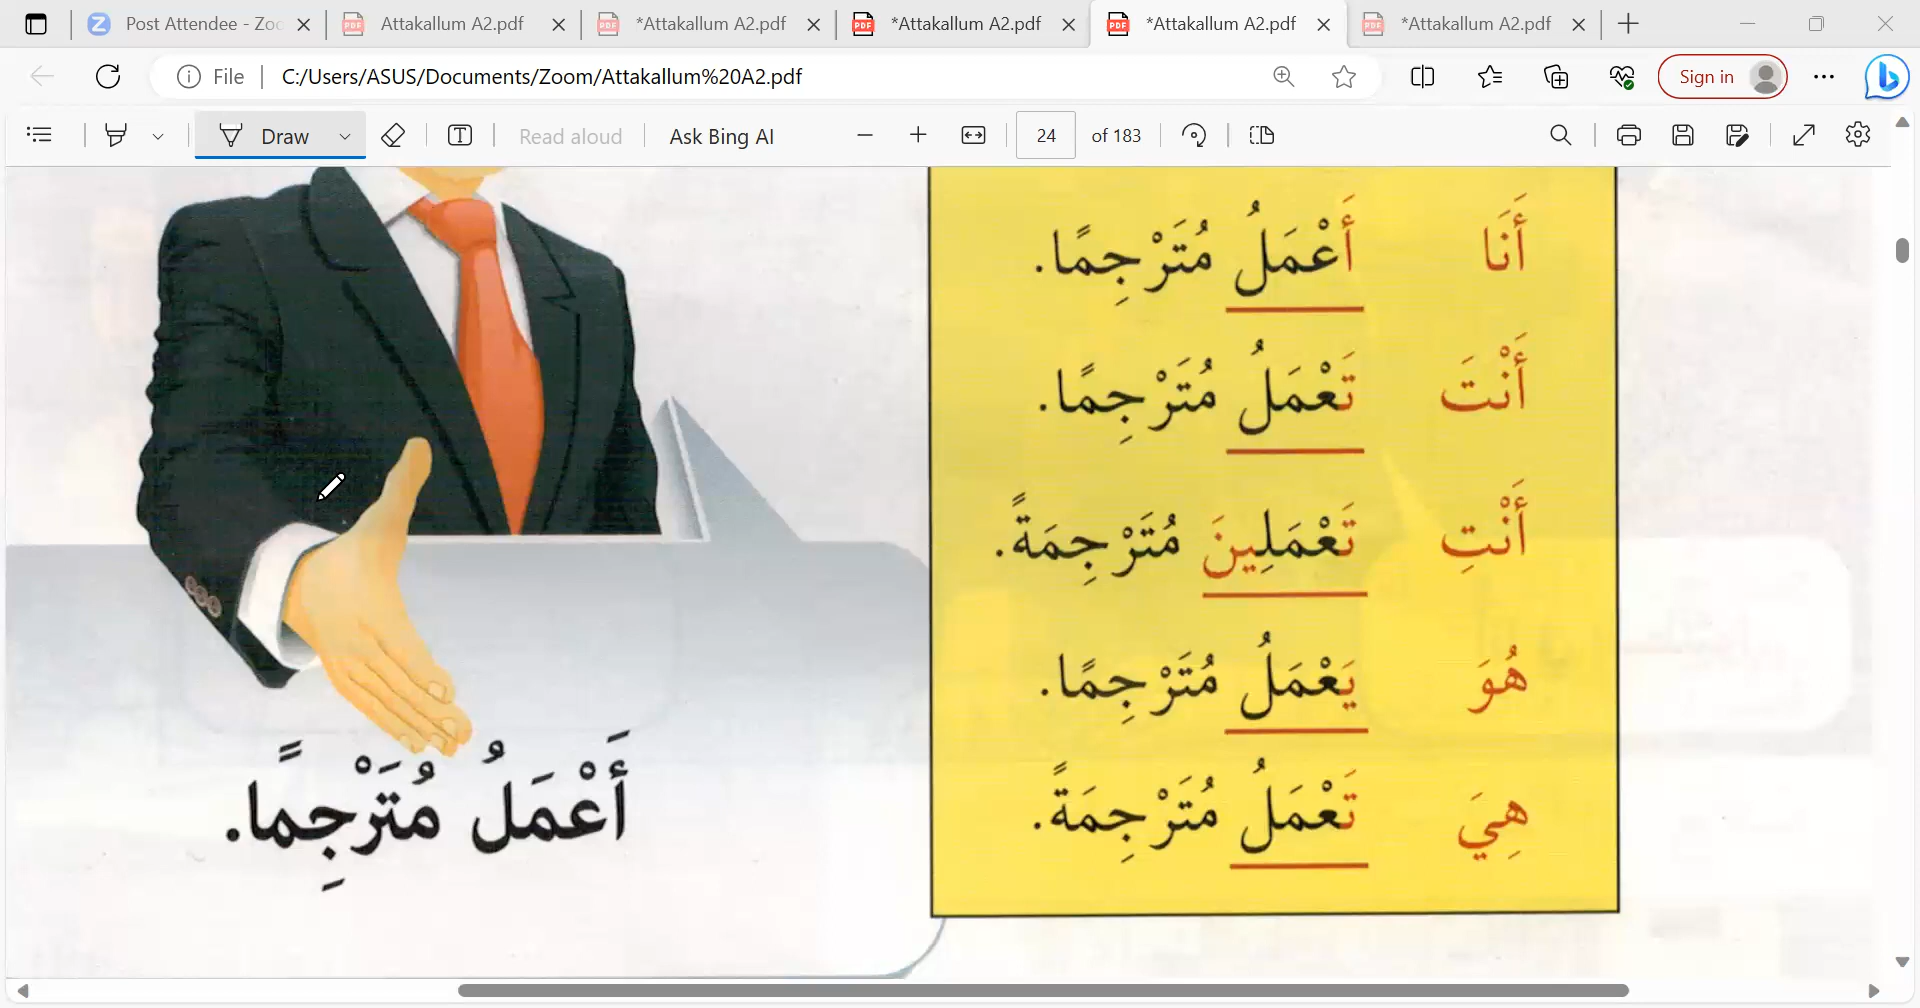 Post Attendee - Zoo
Attakallum A2.pdf
*Attakallum A2.pdf
*Attakallum A2.pdf
*Attakallum A2.pdf
*Attakallum A2.pdf
File
C:/Users/ASUS/Documents/Zoom/Attakallum%20A2.pdf
Sign in
Draw
Read aloud
Ask Bing AI
24 of 183
أَنَا أَعْمَلُ مُتَرْجِمًا.
أَنْتَ تَعْمَلُ مُتَرْجِمًا.
أَنْتِ تَعْمَلِينَ مُتَرْجِمَةً.
هُوَ يَعْمَلُ مُتَرْجِمًا.
هِيَ تَعْمَلُ مُتَرْجِمَةً.
أَعْمَلُ مُتَرْجِمًا.